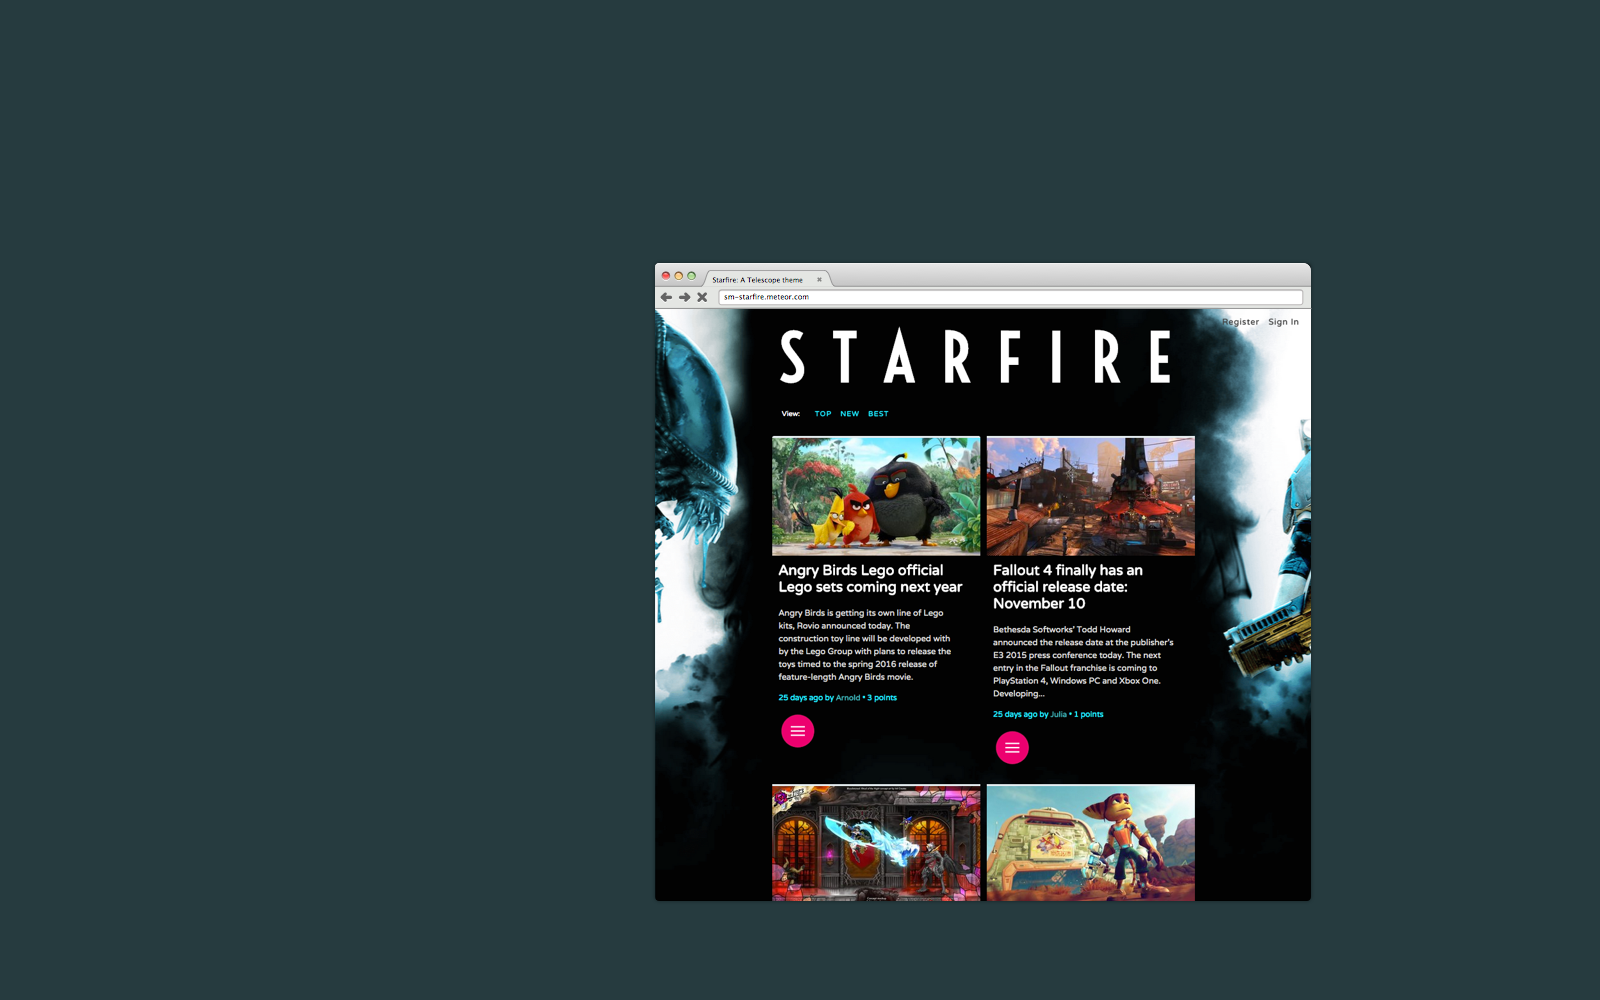 Starfire: A Telescope theme
sm-starfire.meteor.com
Register Sign In
STARFIRE
View: TOP NEW BEST
Angry Birds Lego official
Lego sets coming next year
Angry Birds is getting its own line of Lego
kits, Rovio announced today. The
construction toy line will be developed with
by the Lego Group with plans to release the
toys timed to the spring 2016 release of
feature-length Angry Birds movie.
25 days ago by Arnold • 3 points
Fallout 4 finally has an
official release date:
November 10
Bethesda Softworks' Todd Howard
announced the release date at the publisher's
E3 2015 press conference today. The next
entry in the Fallout franchise is coming to
PlayStation 4, Windows PC and Xbox One.
Developing...
25 days ago by Julia • 1 points